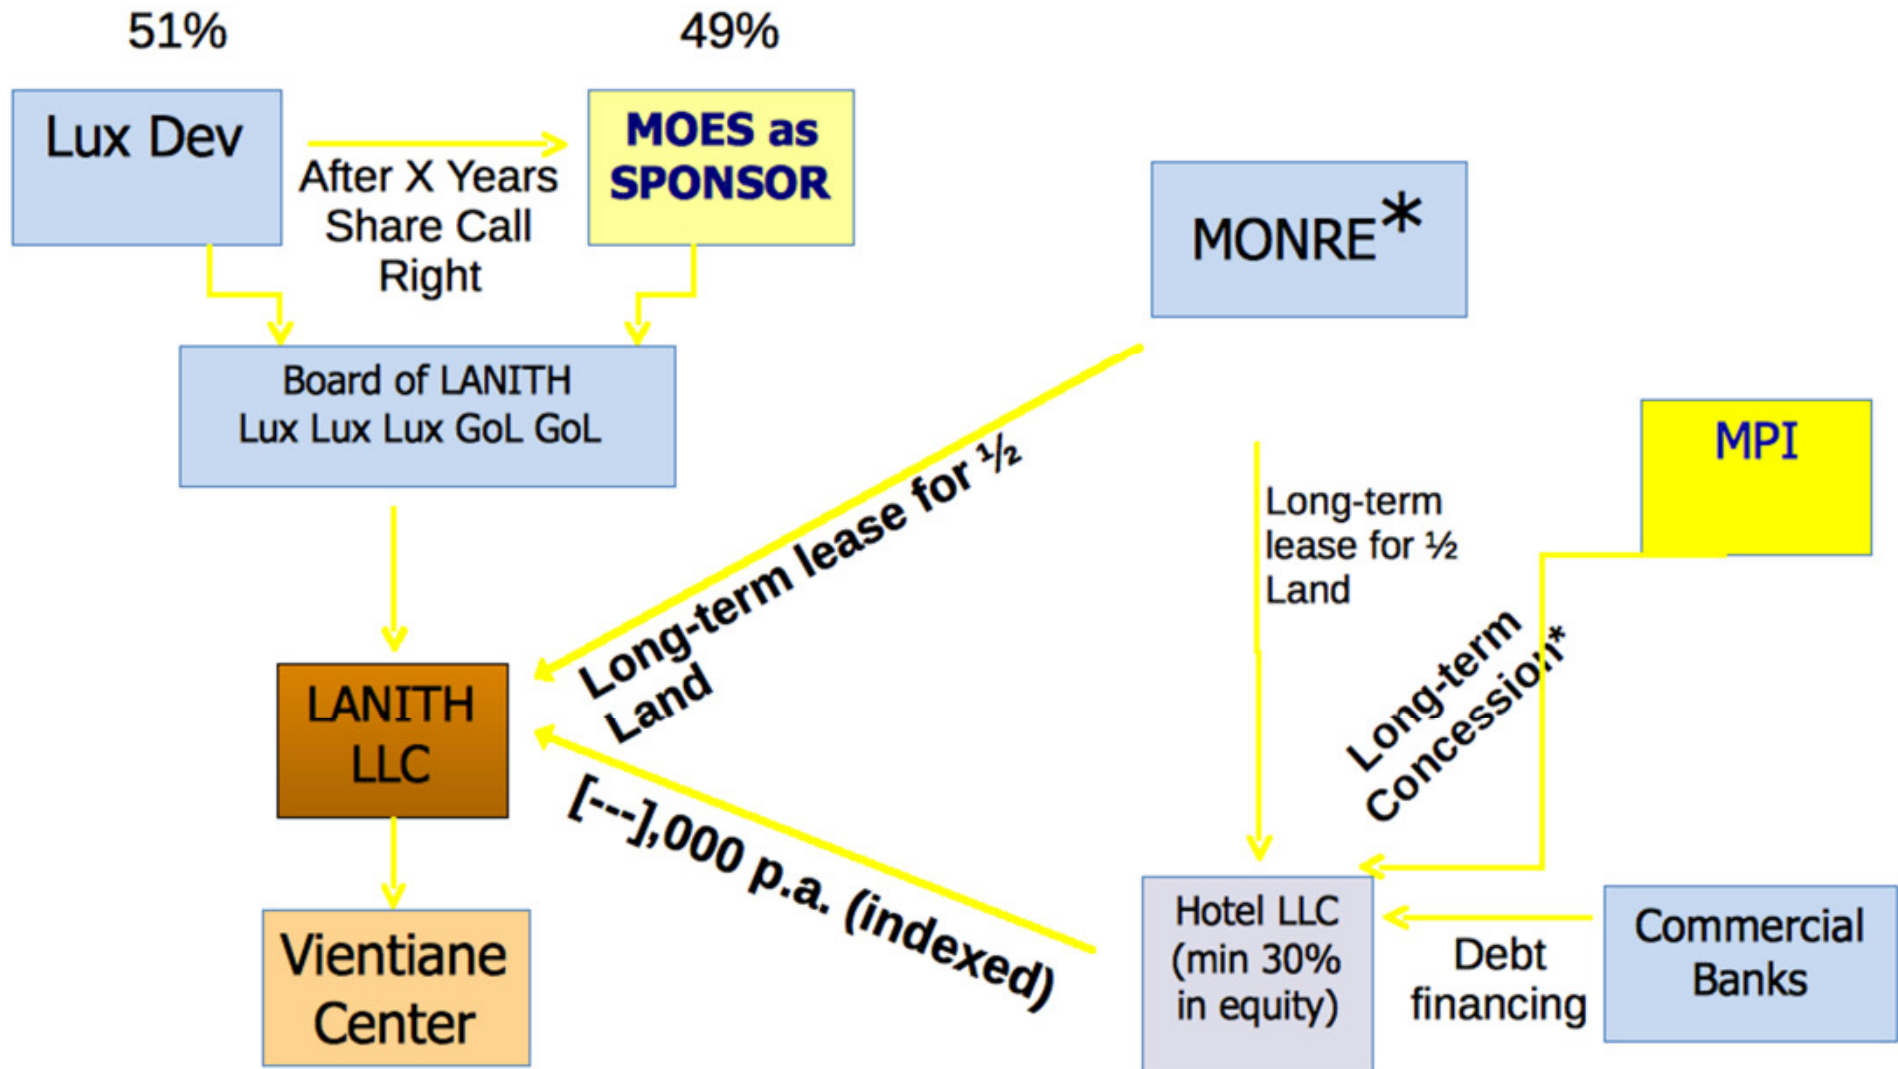 51%
49%
Lux Dev
After X Years
Share Call
Right
MOES as
SPONSOR
MONRE*
Board of LANITH
Lux Lux Lux GoL GoL
MPI
Long-term lease for ½
Land
Long-term
lease for ½
Land
Long-term
Concession*
LANITH
LLC
[---],000 p.a. (indexed)
Vientiane
Center
Hotel LLC
(min 30%
in equity)
Debt
financing
Commercial
Banks